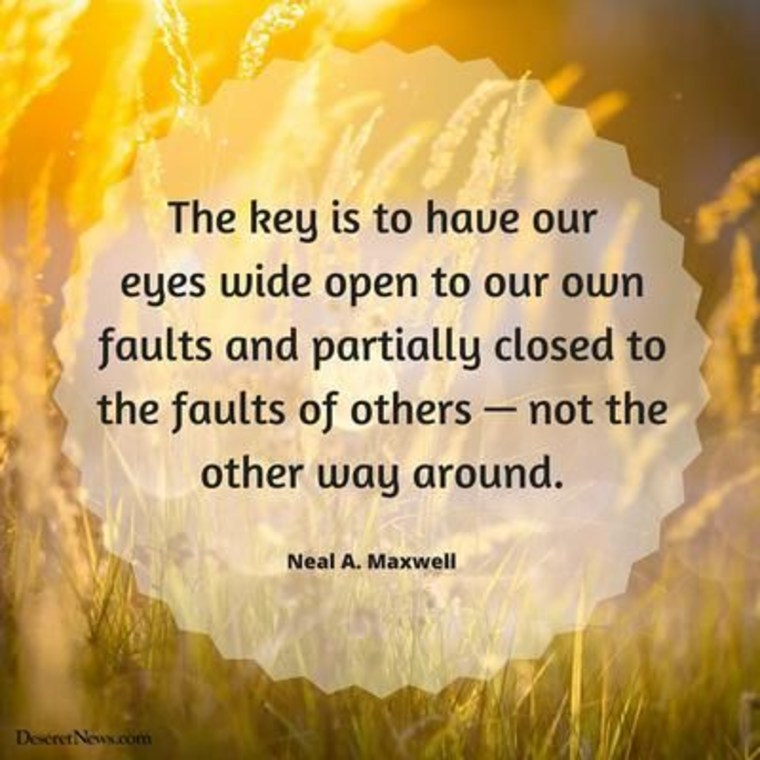 The key is to have our
eyes wide open to our own
faults and partially closed to
the faults of others — not the
other way around.
Neal A. Maxwell
DeseretNews.com